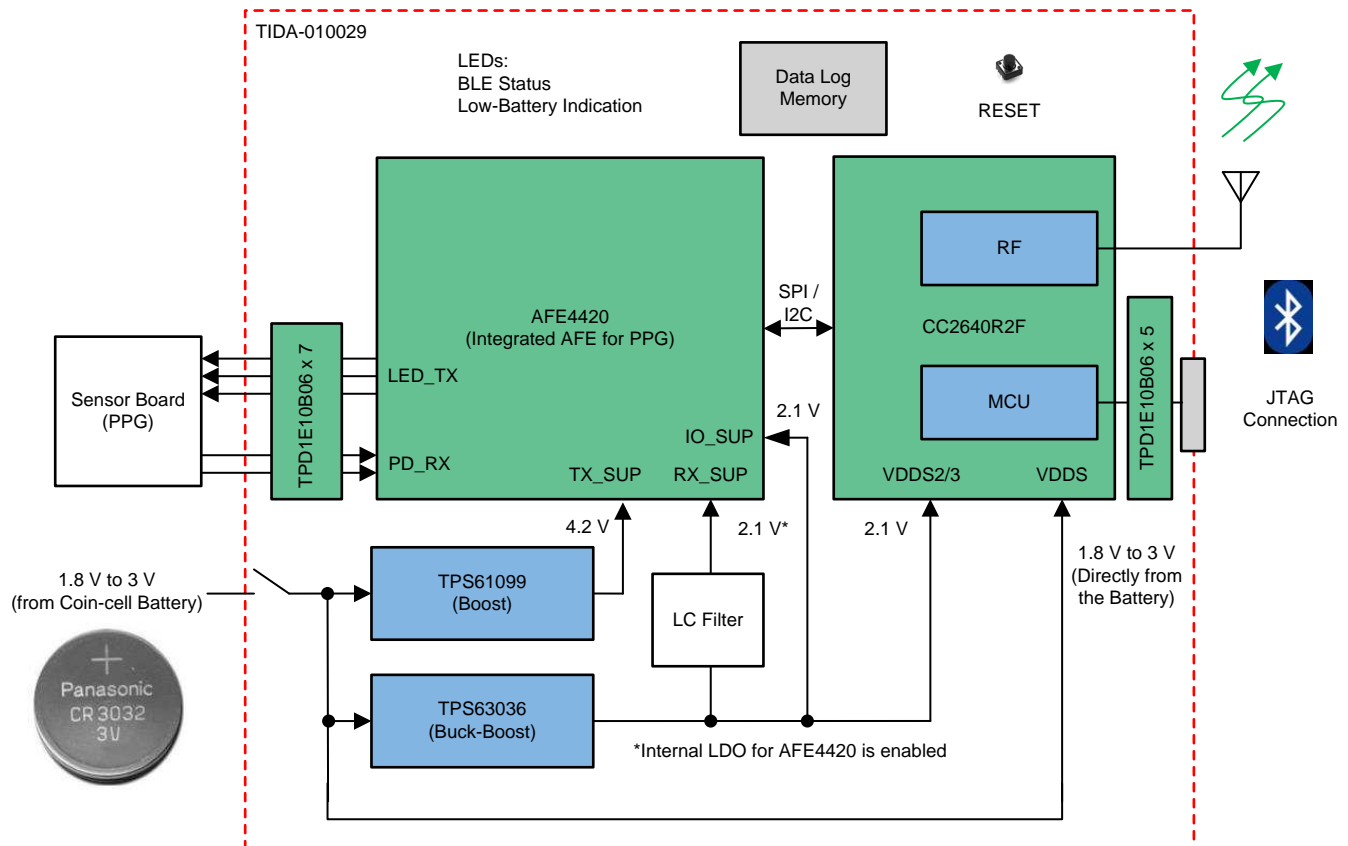 TIDA-010029
LEDs:
BLE Status
Low-Battery Indication
Data Log
Memory
RESET
AFE4420
(Integrated AFE for PPG)
LED_TX
PD_RX
IO_SUP
TX_SUP
RX_SUP
SPI /
I2C
RF
CC2640R2F
MCU
VDDS2/3
VDDS
TPD1E10B06 x 7
TPD1E10B06 x 5
Sensor Board
(PPG)
JTAG
Connection
2.1 V
4.2 V
2.1 V*
2.1 V
1.8 V to 3 V
(Directly from
the Battery)
1.8 V to 3 V
(from Coin-cell Battery)
TPS61099
(Boost)
LC Filter
TPS63036
(Buck-Boost)
*Internal LDO for AFE4420 is enabled
Panasonic
CR3032
3V